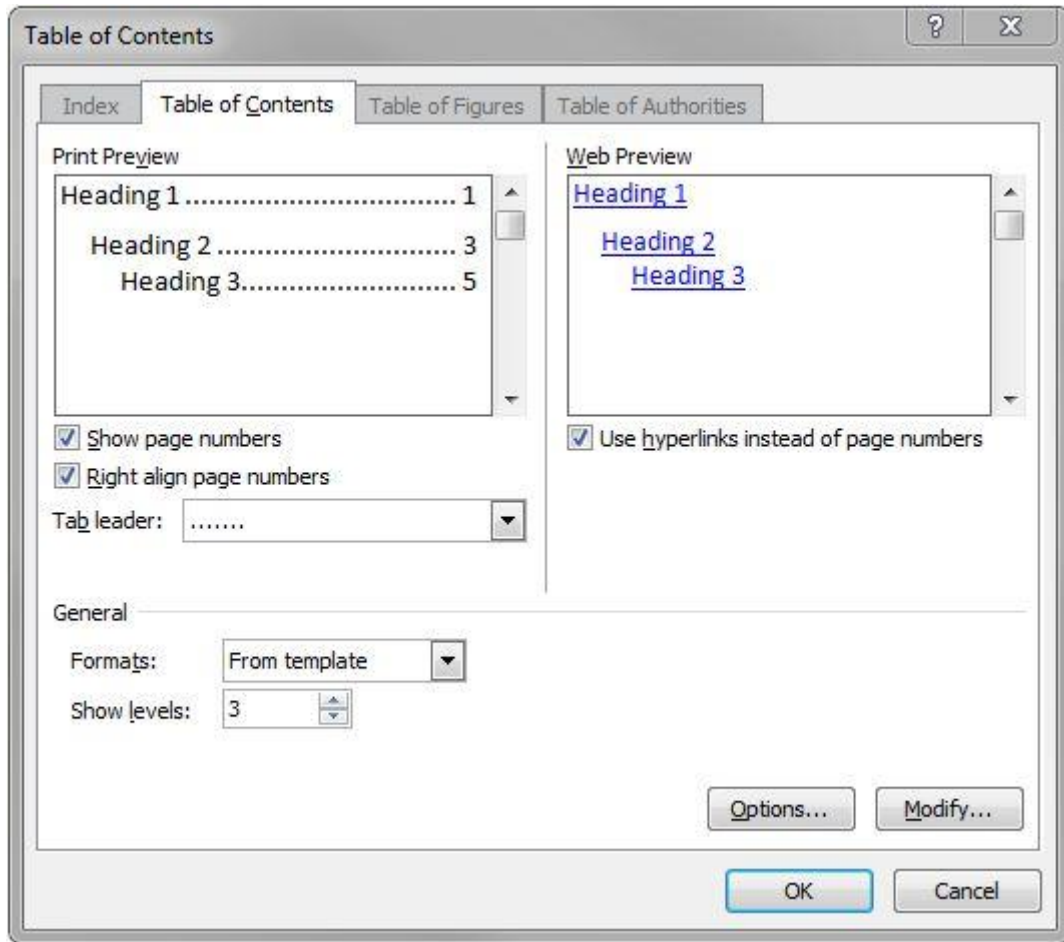 Table of Contents
Index Table of Contents Table of Figures Table of Authorities
Print Preview
Heading 1.................................... 1
Heading 2................................ 3
Heading 3............................ 5
Show page numbers
Right align page numbers
Tab leader: .......
Web Preview
Heading 1
Heading 2
Heading 3
Use hyperlinks instead of page numbers
General
Formats: From template
Show levels: 3
Options... Modify...
OK Cancel